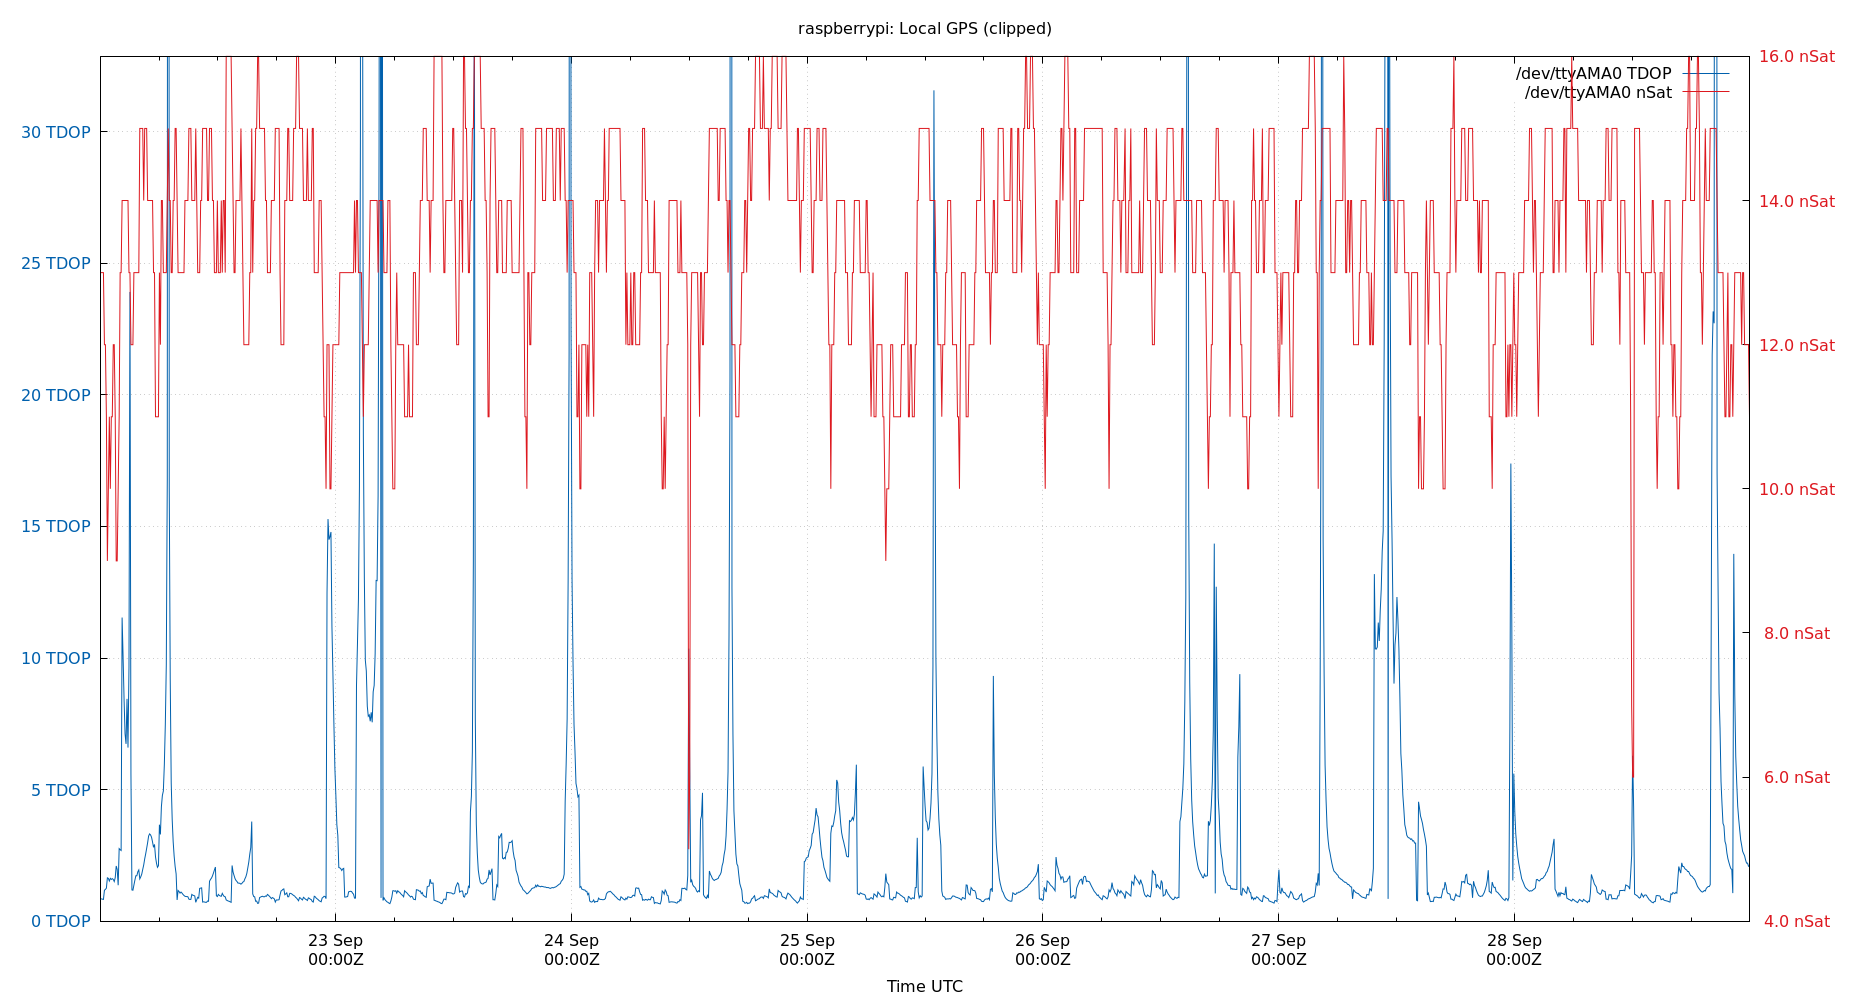 raspberrypi: Local GPS (clipped)
16.0 nSat
/dev/ttyAMA0 TDOP
/dev/ttyAMA0 nSat
30 TDOP
14.0 nSat
25 TDOP
12.0 nSat
20 TDOP
10.0 nSat
15 TDOP
8.0 nSat
10 TDOP
6.0 nSat
5 TDOP
0 TDOP
4.0 nSat
23 Sep 24 Sep 25 Sep 26 Sep 27 Sep 28 Sep
00:00Z 00:00Z 00:00Z 00:00Z 00:00Z 00:00Z
Time UTC